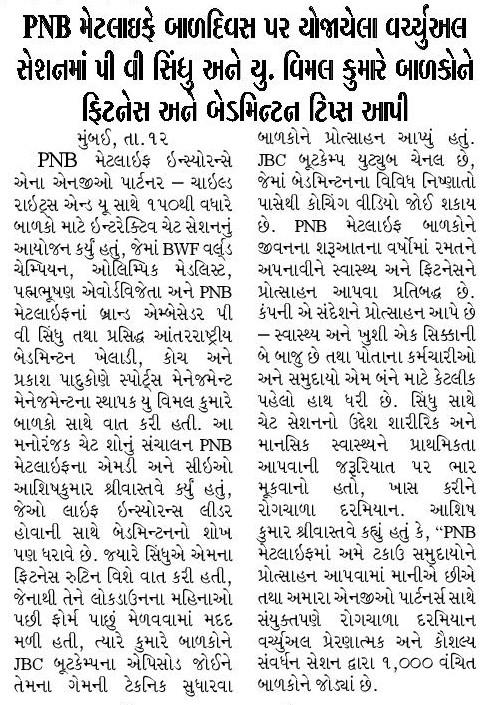 PNB મેટલાઇફે બાળદિવસ પર યોજાયેલા વર્ચ્યુઅલ
સેશનમાં પી વી સિંધુ અને યુ. વિમલ કુમારે બાળકોને
ફિટનેસ અને બેડમિન્ટન ટિપ્સ આપી
મુંબઈ, તા.૧૨
PNB મેટલાઇફ ઇન્સ્યોરન્સે
એના એનજીઓ પાર્ટનર – ચાઇલ્ડ
રાઇટ્સ એન્ડ યૂ સાથે ૧૫૦થી વધારે
બાળકો માટે ઇન્ટરેક્ટિવ ચેટ સેશનનું
આયોજન કર્યું હતું, જેમાં BWF વર્લ્ડ
ચેમ્પિયન, ઓલિમ્પિક મેડલિસ્ટ,
પદ્મભૂષણ એવોર્ડવિજેતા અને PNB
મેટલાઇફનાં બ્રાન્ડ એમ્બેસેડર પી
વી સિંધુ તથા પ્રસિદ્ધ આંતરરાષ્ટ્રીય
બેડમિન્ટન ખેલાડી, કોચ અને
પ્રકાશ પાદુકોણે સ્પોર્ટ્સ મેનેજમેન્ટ
મેનેજમેન્ટના સ્થાપક યુ વિમલ કુમારે
બાળકો સાથે વાત કરી હતી. આ
મનોરંજક ચેટ શોનું સંચાલન PNB
મેટલાઇફના એમડી અને સીઇઓ
આશિષકુમાર શ્રીવાસ્તવે કર્યું હતું,
જેઓ લાઇફ ઇન્સ્યોરન્સ લીડર
હોવાની સાથે બેડમિન્ટનનો શોખ
પણ ધરાવે છે. જ્યારે સિંધુએ એમના
ફિટનેસ રુટિન વિશે વાત કરી હતી,
જેનાથી તેને લોકડાઉનના મહિનાઓ
પછી ફોર્મ પાછું મેળવવામાં મદદ
મળી હતી, ત્યારે કુમારે બાળકોને
JBC બૂટકેમ્પના એપિસોડ જોઈને
તેમના ગેમની ટેકનિક સુધારવા
બાળકોને પ્રોત્સાહન આપ્યું હતું.
JBC બૂટકેમ્પ યુટ્યુબ ચેનલ છે,
જેમાં બેડમિન્ટનના વિવિધ નિષ્ણાતો
પાસેથી કોચિંગ વીડિયો જોઈ શકાય
છે. PNB મેટલાઇફ બાળકોને
જીવનના શરૂઆતના વર્ષોમાં રમતને
અપનાવીને સ્વાસ્થ્ય અને ફિટનેસને
પ્રોત્સાહન આપવા પ્રતિબદ્ધ છે.
કંપની એ સંદેશને પ્રોત્સાહન આપે છે
– સ્વાસ્થ્ય અને ખુશી એક સિક્કાની
બે બાજુ છે તથા પોતાના કર્મચારીઓ
અને સમુદાયો એમ બંને માટે કેટલીક
પહેલો હાથ ધરી છે. સિંધુ સાથે
ચેટ સેશનનો ઉદ્દેશ શારીરિક અને
માનસિક સ્વાસ્થ્યને પ્રાથમિકતા
આપવાની જરૂરિયાત પર ભાર
મૂકવાનો હતો, ખાસ કરીને
રોગચાળા દરમિયાન. આશિષ
કુમાર શ્રીવાસ્તવે કહ્યું હતું કે, “PNB
મેટલાઇફમાં અમે ટકાઉ સમુદાયોને
પ્રોત્સાહન આપવામાં માનીએ છીએ
તથા અમારા એનજીઓ પાર્ટનર્સ સાથે
સંયુક્તપણે રોગચાળા દરમિયાન
વર્ચ્યુઅલ પ્રેરણાત્મક અને કૌશલ્ય
સંવર્ધન સેશન દ્વારા ૧,૦૦૦ વંચિત
બાળકોને જોડ્યાં છે.